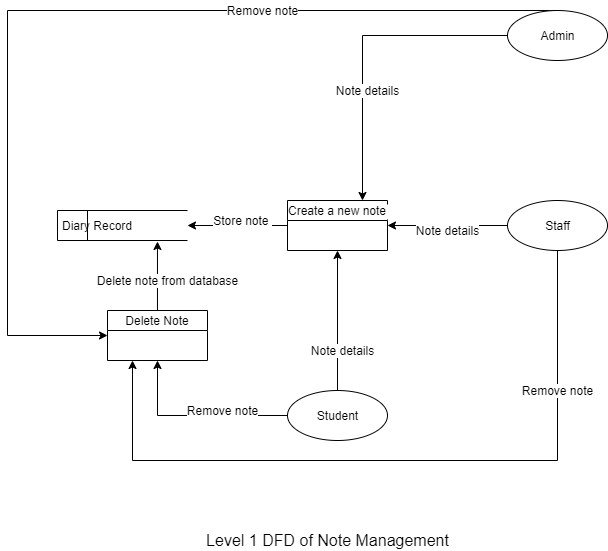 Remove note
Admin
Note details
Create a new note
Diary Record
Store note
Note details
Staff
Delete note from database
Delete Note
Note details
Remove note
Remove note
Student
Level 1 DFD of Note Management